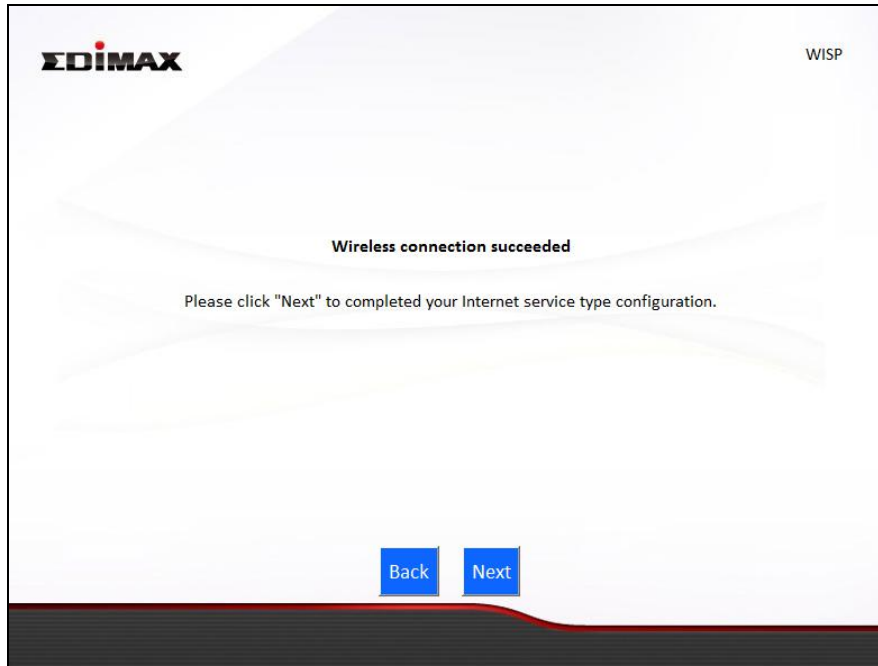 EDIMAX
WISP
Wireless connection succeeded
Please click "Next" to completed your Internet service type configuration.
Back
Next